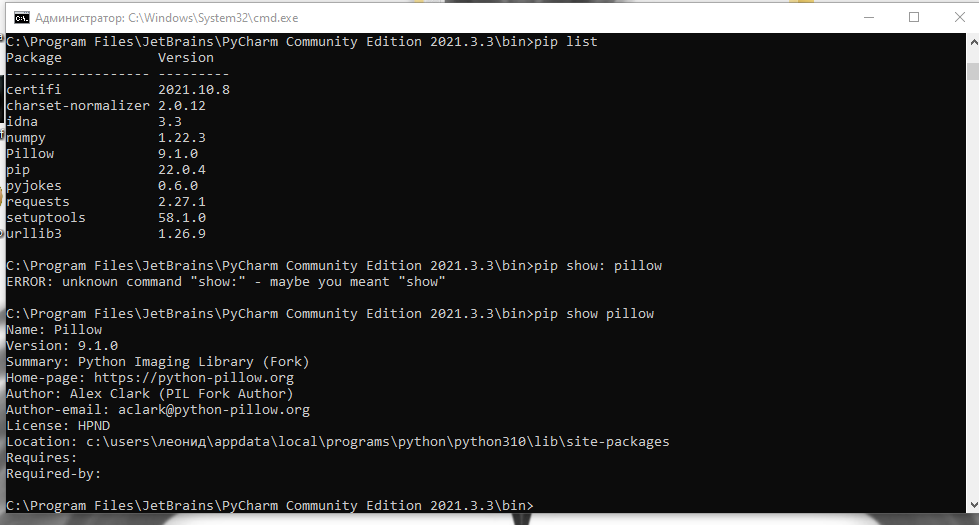 Администратор: C:\Windows\System32\cmd.exe
C:\Program Files\JetBrains\PyCharm Community Edition 2021.3.3\bin>pip list
Package            Version
------------------ ---------
certifi            2021.10.8
charset-normalizer 2.0.12
idna               3.3
numpy              1.22.3
Pillow             9.1.0
pip                22.0.4
pyjokes            0.6.0
requests           2.27.1
setuptools         58.1.0
urllib3            1.26.9
C:\Program Files\JetBrains\PyCharm Community Edition 2021.3.3\bin>pip show: pillow
ERROR: unknown command "show:" - maybe you meant "show"
C:\Program Files\JetBrains\PyCharm Community Edition 2021.3.3\bin>pip show pillow
Name: Pillow
Version: 9.1.0
Summary: Python Imaging Library (Fork)
Home-page: https://python-pillow.org
Author: Alex Clark (PIL Fork Author)
Author-email: aclark@python-pillow.org
License: HPND
Location: c:\users\леонид\appdata\local\programs\python\python310\lib\site-packages
Requires:
Required-by:
C:\Program Files\JetBrains\PyCharm Community Edition 2021.3.3\bin>